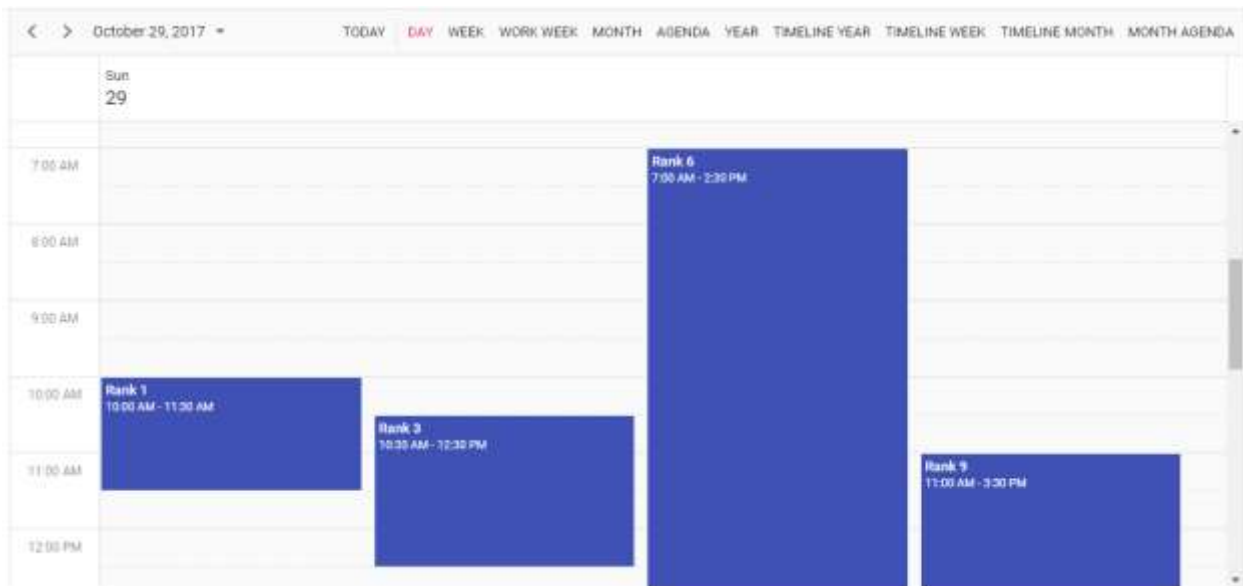 October 29, 2017 TODAY DAY WEEK WORK WEEK MONTH AGENDA YEAR TIMELINE YEAR TIMELINE WEEK TIMELINE MONTH MONTH AGENDA
Sun
29
7:00 AM
Rank 6
7:00 AM - 2:30 PM
8:00 AM
9:00 AM
10:00 AM
Rank 1
10:00 AM - 11:30 AM
Rank 3
10:30 AM - 12:30 PM
11:00 AM
Rank 9
11:00 AM - 3:30 PM
12:00 PM